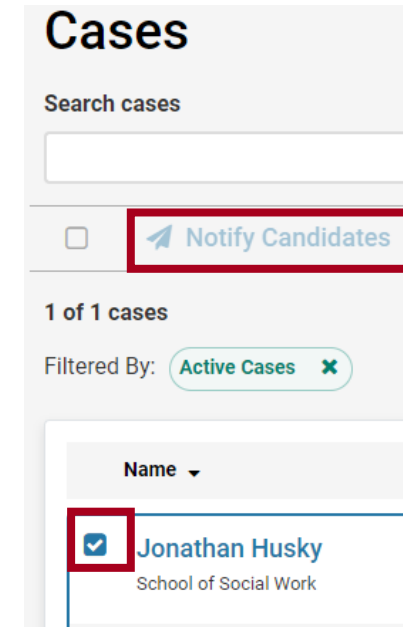 Cases
Search cases
Notify Candidates
1 of 1 cases
Filtered By: Active Cases ✖
Name
Jonathan Husky
School of Social Work